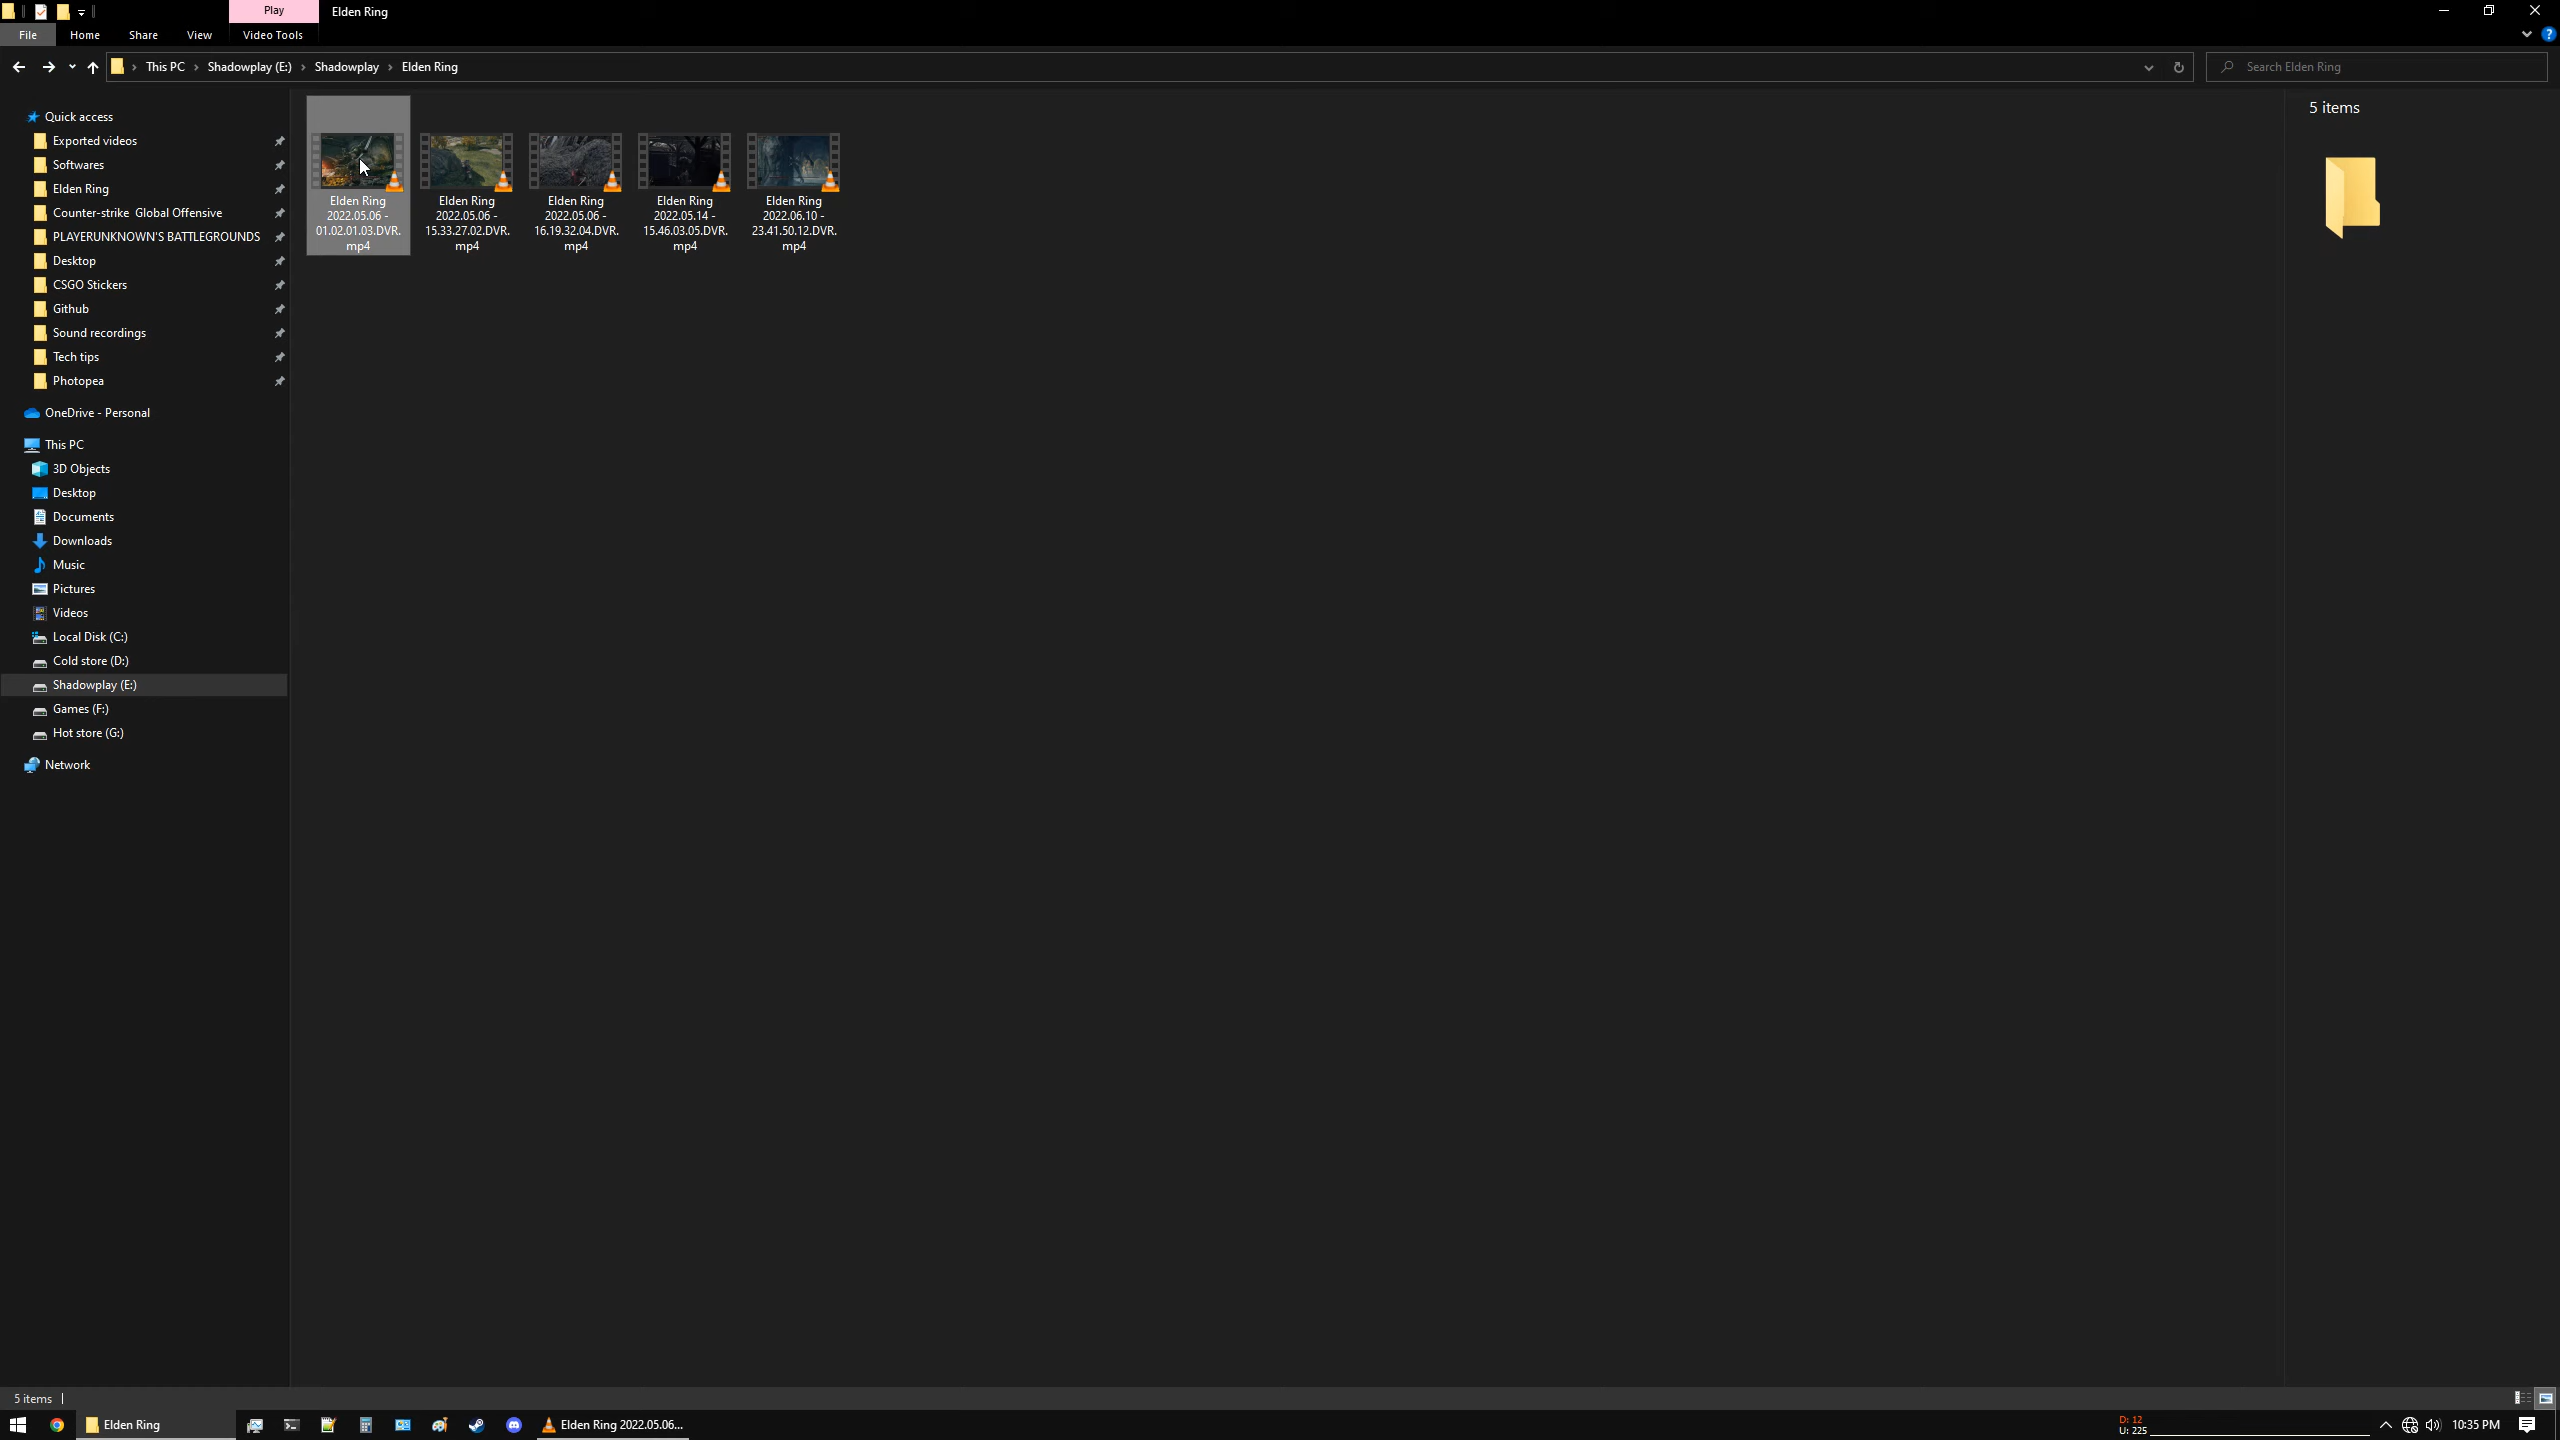 Play
Elden Ring
File
Home
Share
View
Video Tools
This PC
Shadowplay (E:)
Shadowplay
Elden Ring
Search Elden Ring
Quick access
Exported videos
Softwares
Elden Ring
Counter-strike Global Offensive
PLAYERUNKNOWN'S BATTLEGROUNDS
Desktop
CSGO Stickers
Github
Sound recordings
Tech tips
Photopea
OneDrive - Personal
This PC
3D Objects
Desktop
Documents
Downloads
Music
Pictures
Videos
Local Disk (C:)
Cold store (D:)
Shadowplay (E:)
Games (F:)
Hot store (G:)
Network
Elden Ring
2022.05.06 -
01.02.01.03.DVR.
mp4
Elden Ring
2022.05.06 -
15.33.27.02.DVR.
mp4
Elden Ring
2022.05.06 -
16.19.32.04.DVR.
mp4
Elden Ring
2022.05.14 -
15.46.03.05.DVR.
mp4
Elden Ring
2022.06.10 -
23.41.50.12.DVR.
mp4
5 items
5 items
Elden Ring
Elden Ring 2022.05.06...
D: 12
U: 225
10:35 PM